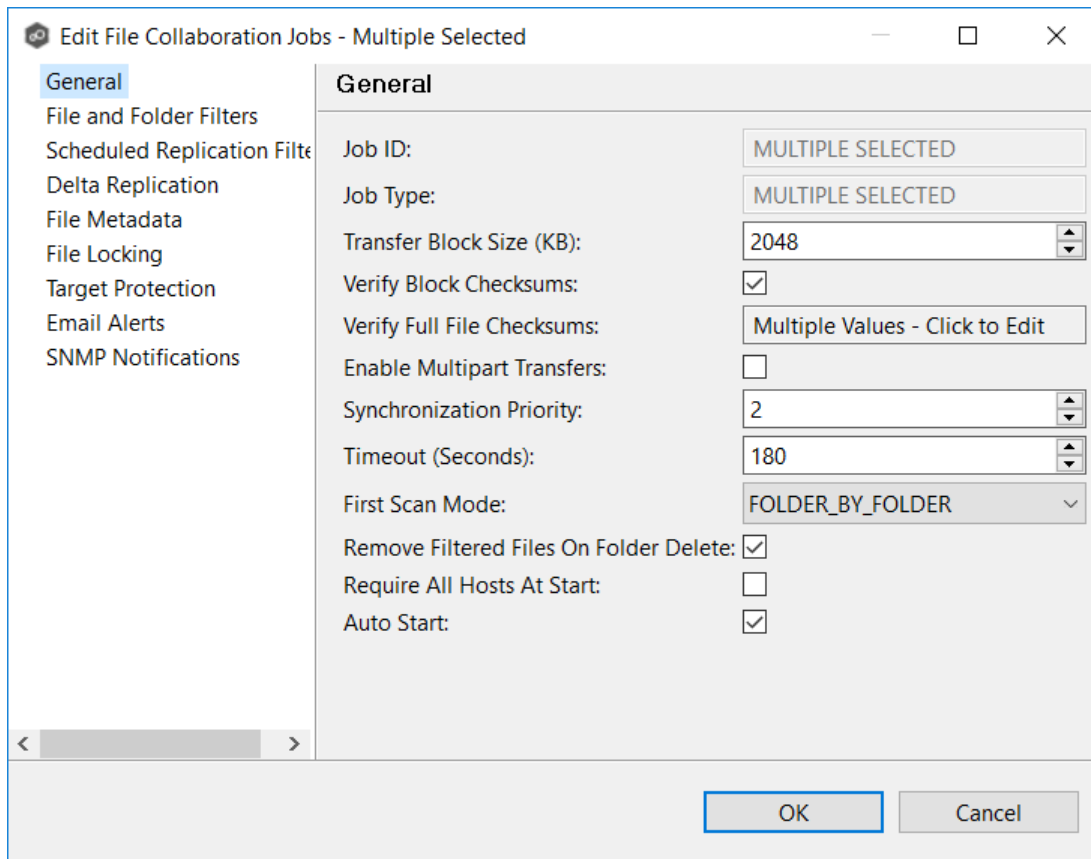 Edit File Collaboration Jobs - Multiple Selected
General
File and Folder Filters
Scheduled Replication Filte
Delta Replication
File Metadata
File Locking
Target Protection
Email Alerts
SNMP Notifications
General
Job ID: MULTIPLE SELECTED
Job Type: MULTIPLE SELECTED
Transfer Block Size (KB): 2048
Verify Block Checksums:
Verify Full File Checksums: Multiple Values - Click to Edit
Enable Multipart Transfers:
Synchronization Priority: 2
Timeout (Seconds): 180
First Scan Mode: FOLDER_BY_FOLDER
Remove Filtered Files On Folder Delete:
Require All Hosts At Start:
Auto Start:
OK Cancel